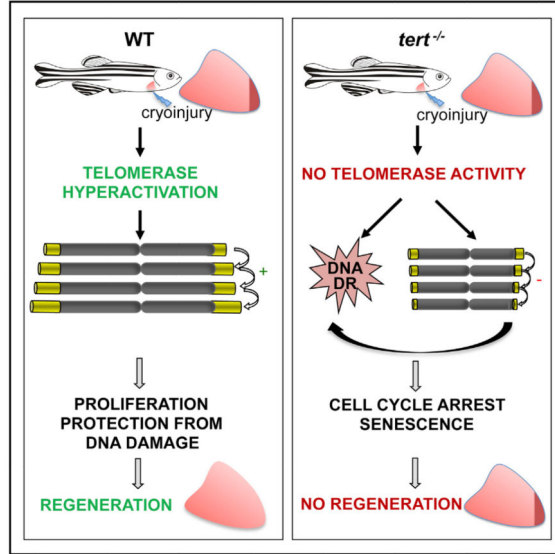 WT
cryoinjury
TELOMERASE
HYPERACTIVATION
+
PROLIFERATION
PROTECTION FROM
DNA DAMAGE
REGENERATION
tert -/-
cryoinjury
NO TELOMERASE ACTIVITY
DNA
DR
-
CELL CYCLE ARREST
SENESCENCE
NO REGENERATION